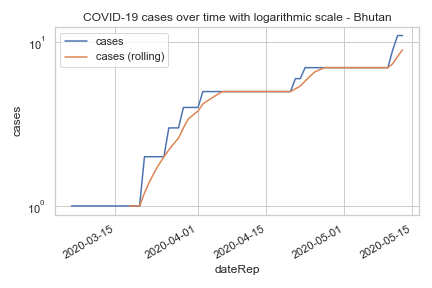 COVID-19 cases over time with logarithmic scale - Bhutan
cases
cases (rolling)
10¹
10⁰
cases
2020-03-15
2020-04-01
2020-04-15
2020-05-01
2020-05-15
dateRep